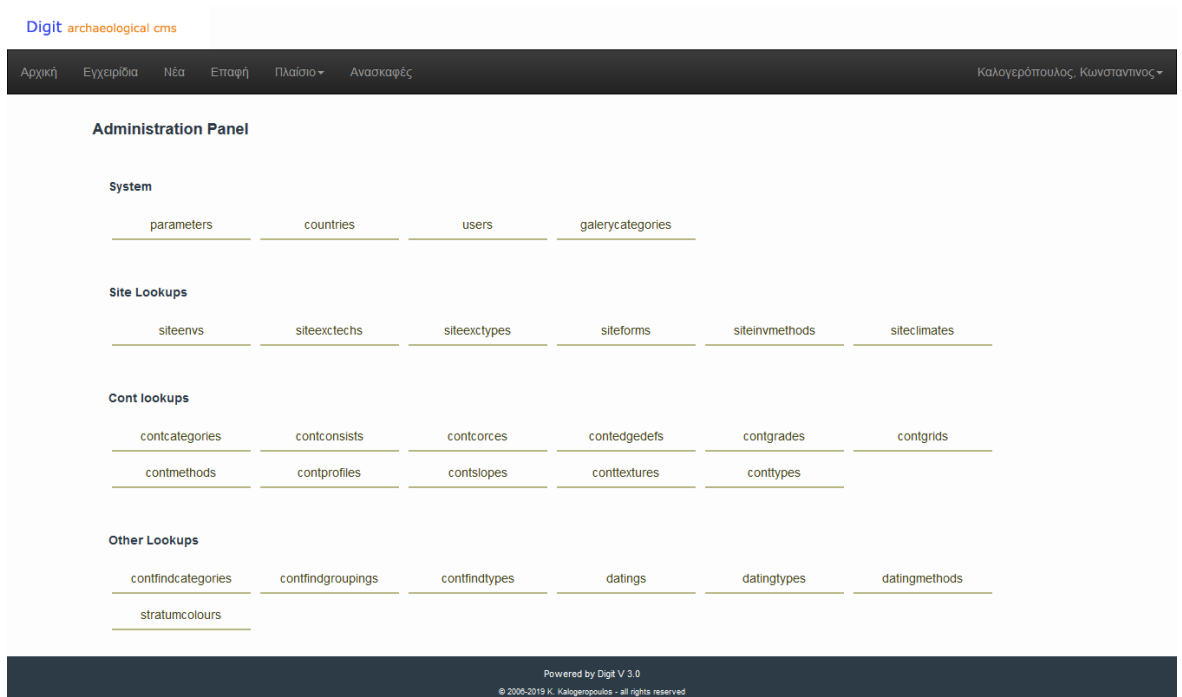 Digit archaeological cms
Αρχική Εγχειρίδια Νέα Επαφή Πλαίσιο Ανασκαφές Καλογερόπουλος, Κωνσταντινος
Administration Panel
System
parameters countries users galerycategories
Site Lookups
siteenvs siteexctechs siteexctypes siteforms siteinvmethods siteclimates
Cont lookups
contcategories contconsists contcorces contedgedefs contgrades contgrids
contmethods contprofiles contslopes conttextures conttypes
Other Lookups
contfindcategories contfindgroupings contfindtypes datings datingtypes datingmethods
stratumcolours
Powered by Digit V 3.0
© 2006-2019 K. Kalogeropoulos - all rights reserved